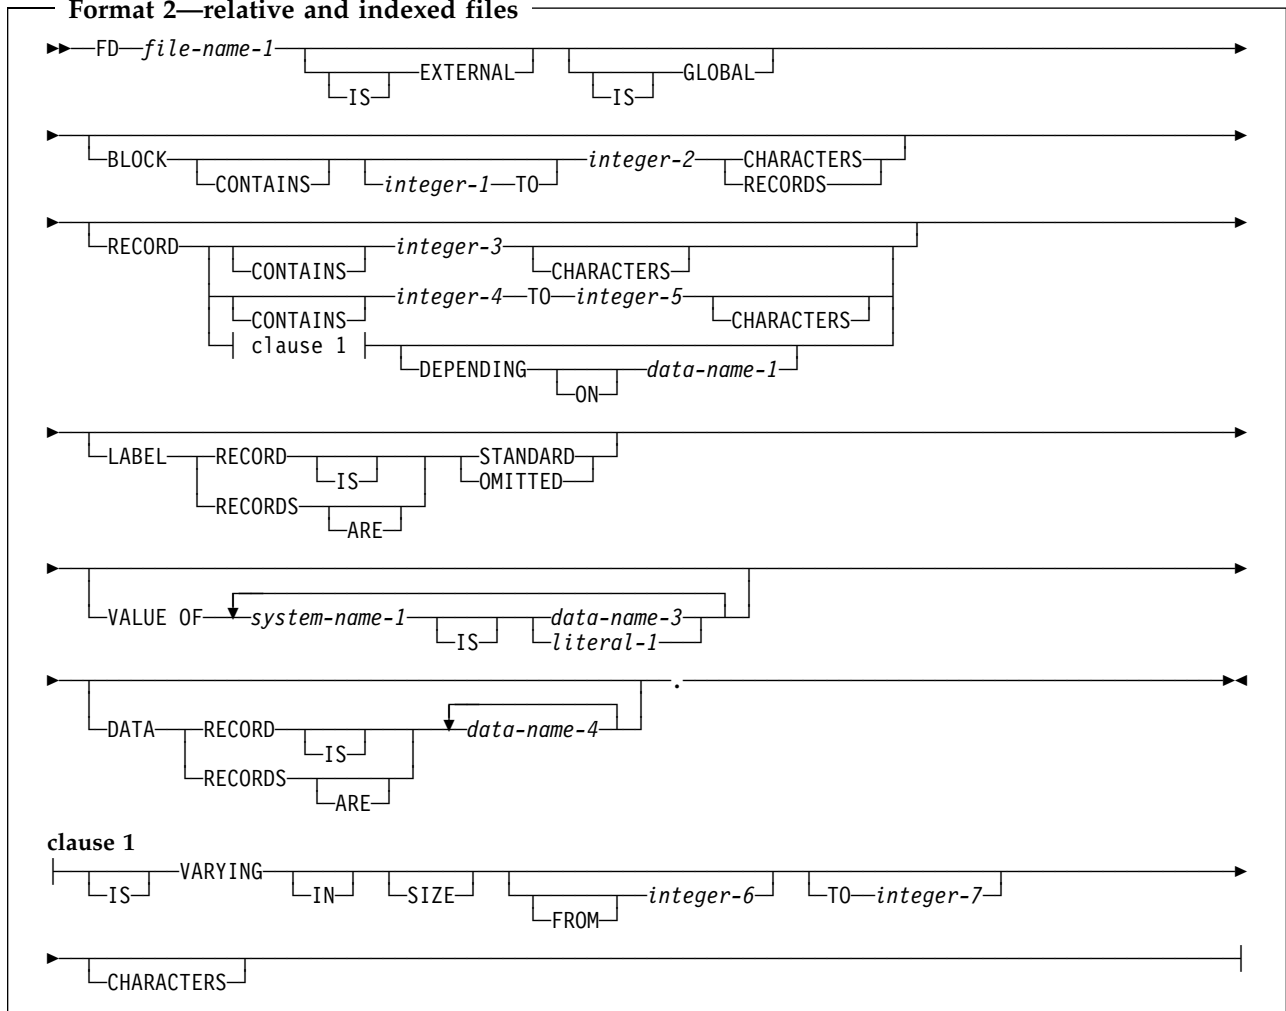 Format 2—relative and indexed files
FD file-name-1 EXTERNAL GLOBAL
IS IS
BLOCK integer-2 CHARACTERS
CONTAINS integer-1 TO RECORDS
RECORD integer-3
CONTAINS CHARACTERS
integer-4 TO integer-5
CONTAINS CHARACTERS
clause 1
DEPENDING data-name-1
ON
LABEL RECORD STANDARD
IS OMITTED
RECORDS
ARE
VALUE OF system-name-1 data-name-3
IS literal-1
.
DATA RECORD data-name-4
IS
RECORDS
ARE
clause 1
VARYING
IS IN SIZE integer-6 TO integer-7
FROM
CHARACTERS